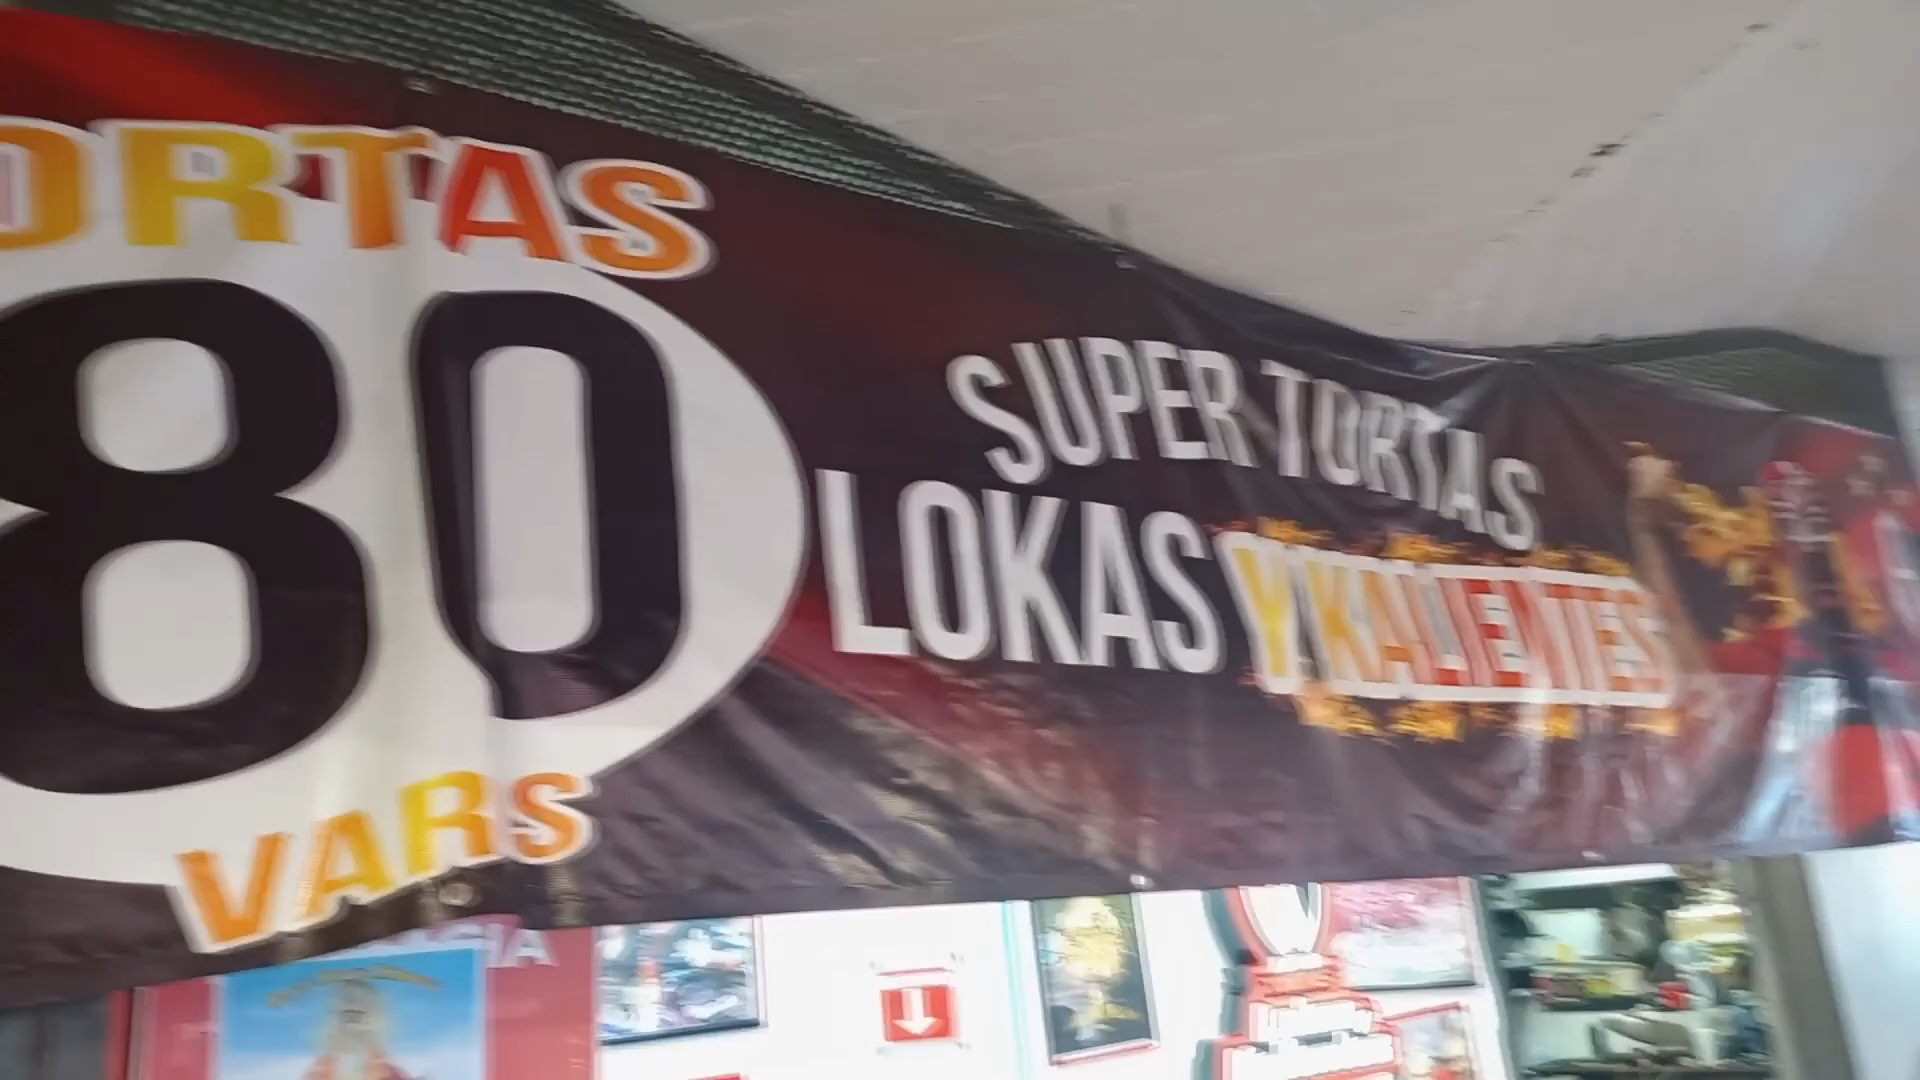 ORTAS
80
VARS
SUPER TORTAS
LOKAS Y KALIENTES